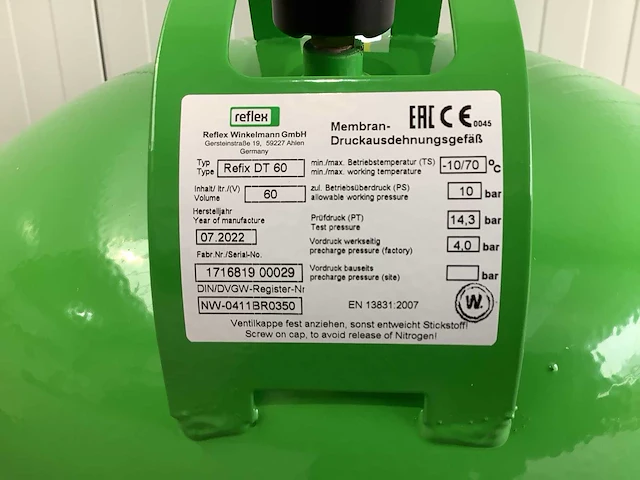 reflex
Reflex Winkelmann GmbH
Gersteinstraße 19, 59227 Ahlen
Germany
Membran-
Druckausdehnungsgefäß
EAC CE 0045
Typ
Type
Refix DT 60
min./max. Betriebstemperatur (TS)
min./max. working temperature
-10/70 °C
Inhalt/ ltr./(V)
Volume
60
zul. Betriebsüberdruck (PS)
allowable working pressure
10 bar
Herstelljahr
Year of manufacture
07.2022
Prüfdruck (PT)
Test pressure
14,3 bar
Vordruck werkseitig
precharge pressure (factory)
4,0 bar
Fabr.Nr./Serial-No.
1716819 00029
Vordruck bauseits
precharge pressure (site)
bar
DIN/DVGW-Register-Nr
NW-0411BR0350
EN 13831:2007
W.
Ventilkappe fest anziehen, sonst entweicht Stickstoff!
Screw on cap, to avoid release of Nitrogen!